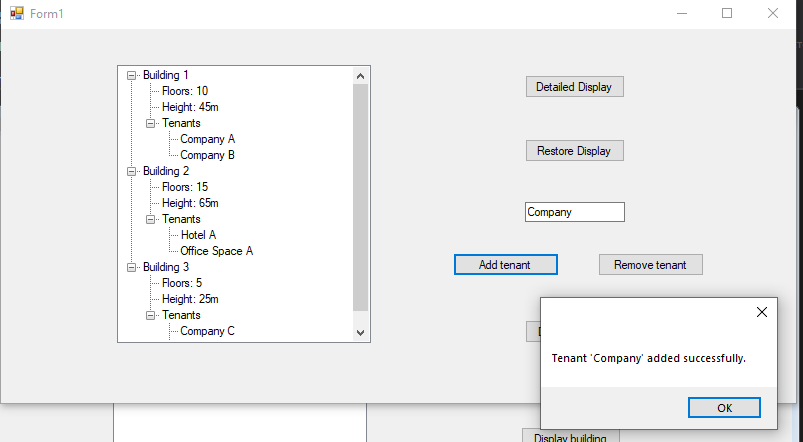 Form1
Building 1
Floors: 10
Height: 45m
Tenants
Company A
Company B
Building 2
Floors: 15
Height: 65m
Tenants
Hotel A
Office Space A
Building 3
Floors: 5
Height: 25m
Tenants
Company C
Detailed Display
Restore Display
Company
Add tenant
Remove tenant
Tenant 'Company' added successfully.
OK
Display building